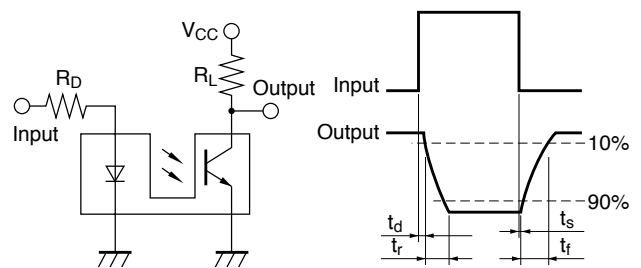 VCC
RD
RL
Output
Input
Input
Output
10%
90%
td
tr
ts
tf